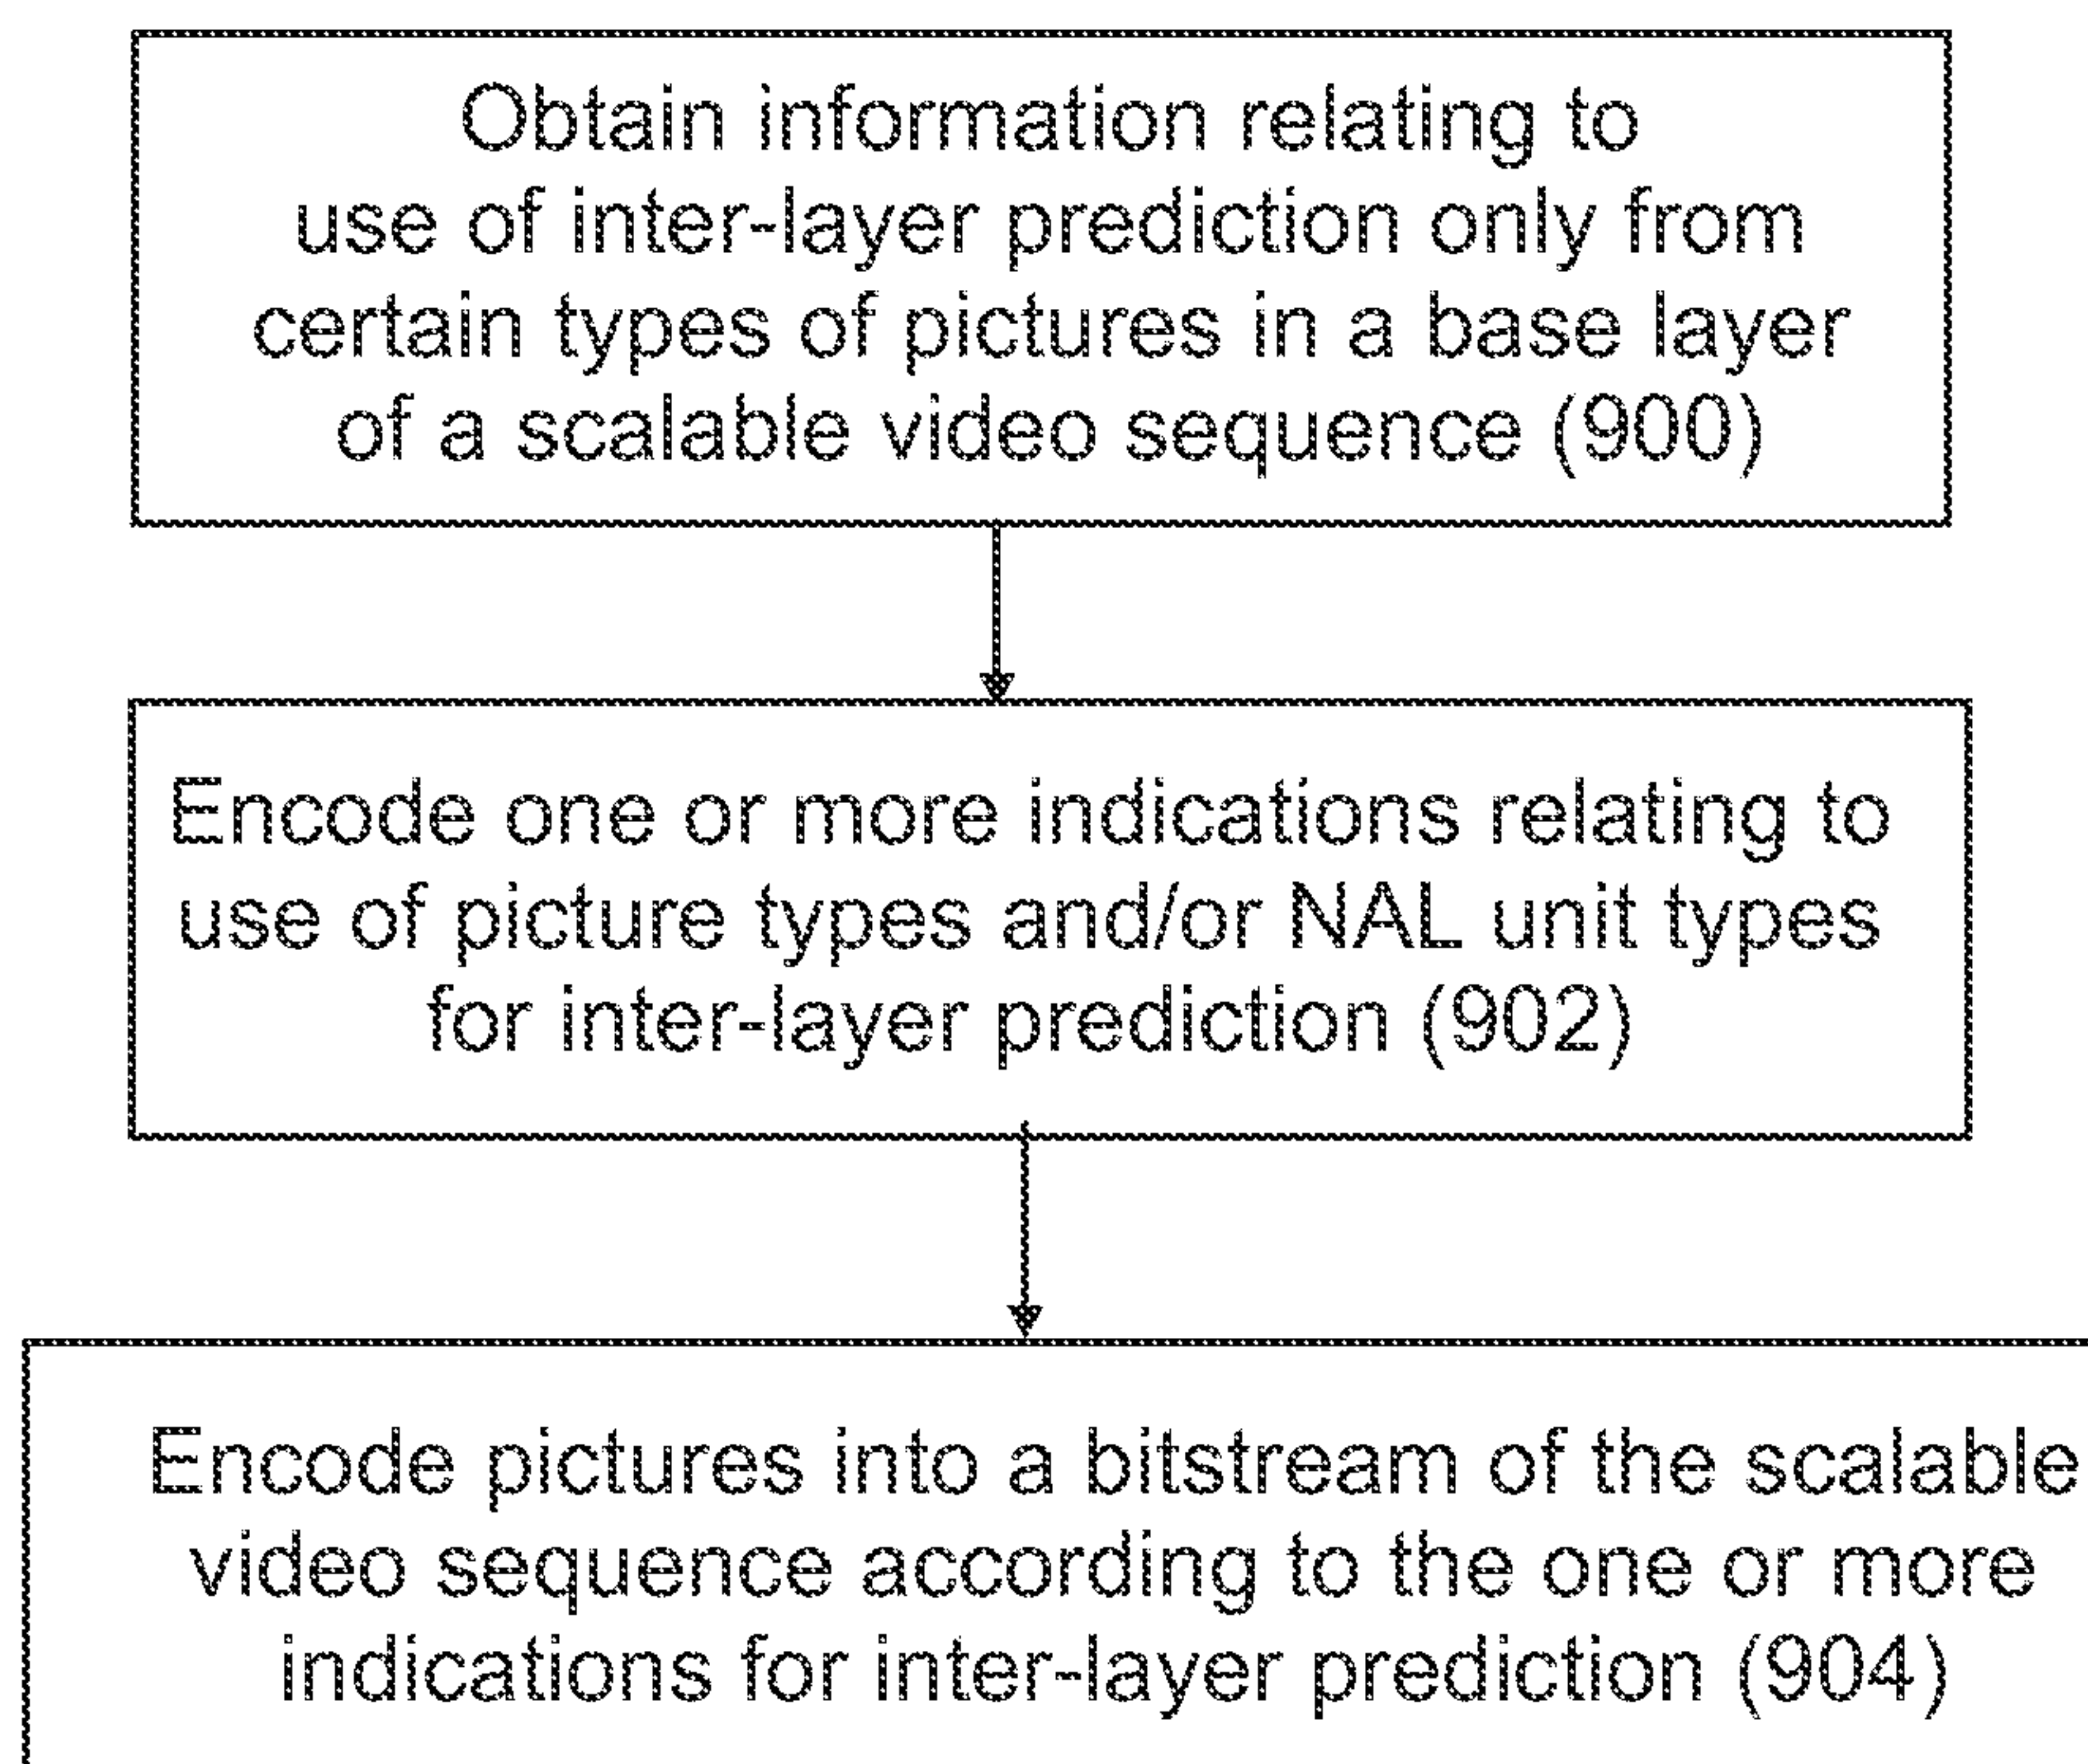 Obtain information relating to
use of inter-layer prediction only from
certain types of pictures in a base layer
of a scalable video sequence (900)
Encode one or more indications relating to
use of picture types and/or NAL unit types
for inter-layer prediction (902)
Encode pictures into a bitstream of the scalable
video sequence according to the one or more
indications for inter-layer prediction (904)